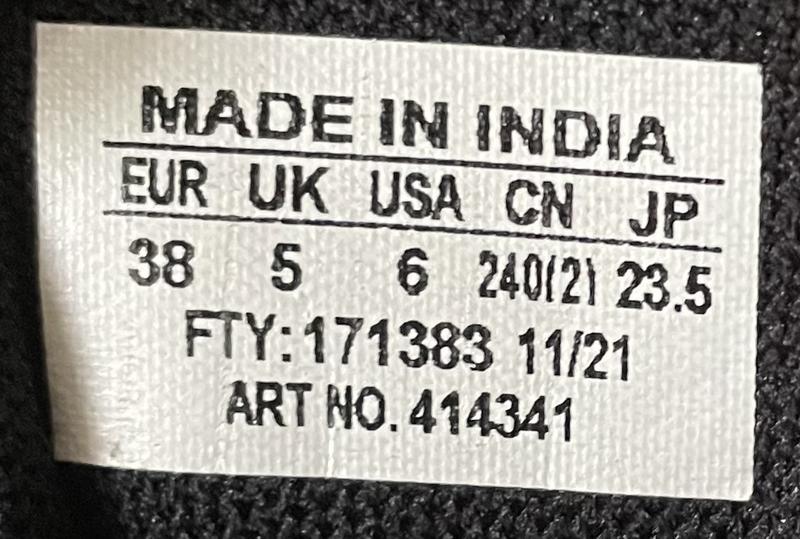 MADE IN INDIA
EUR UK USA CN JP
38 5 6 240(2) 23.5
FTY:171383 11/21
ART NO. 414341